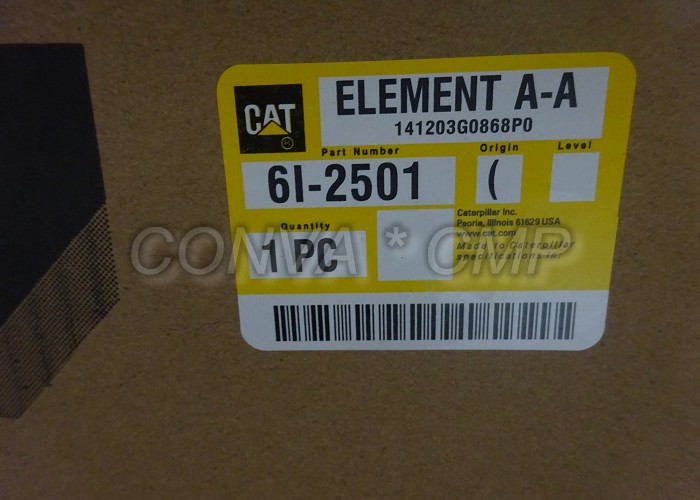 CAT ®
ELEMENT A-A
141203G0868P0
Part Number
Origin
Level
6I-2501
(
Quantity
1 PC
Caterpillar Inc.
Peoria, Illinois 61629 USA
www.cat.com
Made to Caterpillar
specifications in:
CONVA * CMP